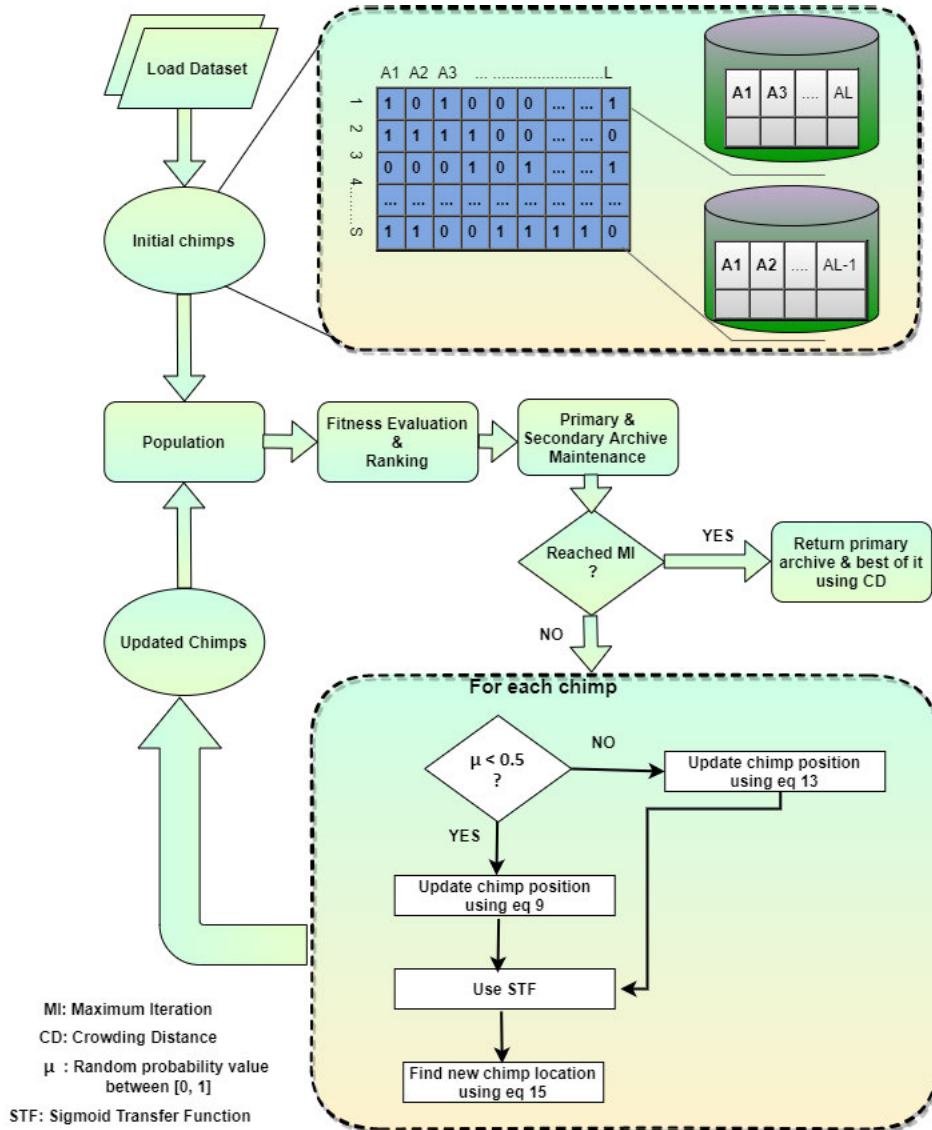 Load Dataset
A1 A2 A3 ... ........................L
1 1 0 1 0 0 0 ... ... 1
2 1 1 1 1 0 0 ... ... 0
3 0 0 0 1 0 1 ... ... 1
4......... ... ... ... ... ... ... ... ... ...
S 1 1 0 0 1 1 1 1 0
A1 A3 .... AL
A1 A2 .... AL-1
Initial chimps
Population
Fitness Evaluation
&
Ranking
Primary &
Secondary Archive
Maintenance
Reached MI
?
YES
Return primary
archive & best of it
using CD
NO
Updated Chimps
For each chimp
μ < 0.5
?
NO
Update chimp position
using eq 13
YES
Update chimp position
using eq 9
Use STF
Find new chimp location
using eq 15
MI: Maximum Iteration
CD: Crowding Distance
μ : Random probability value
between [0, 1]
STF: Sigmoid Transfer Function